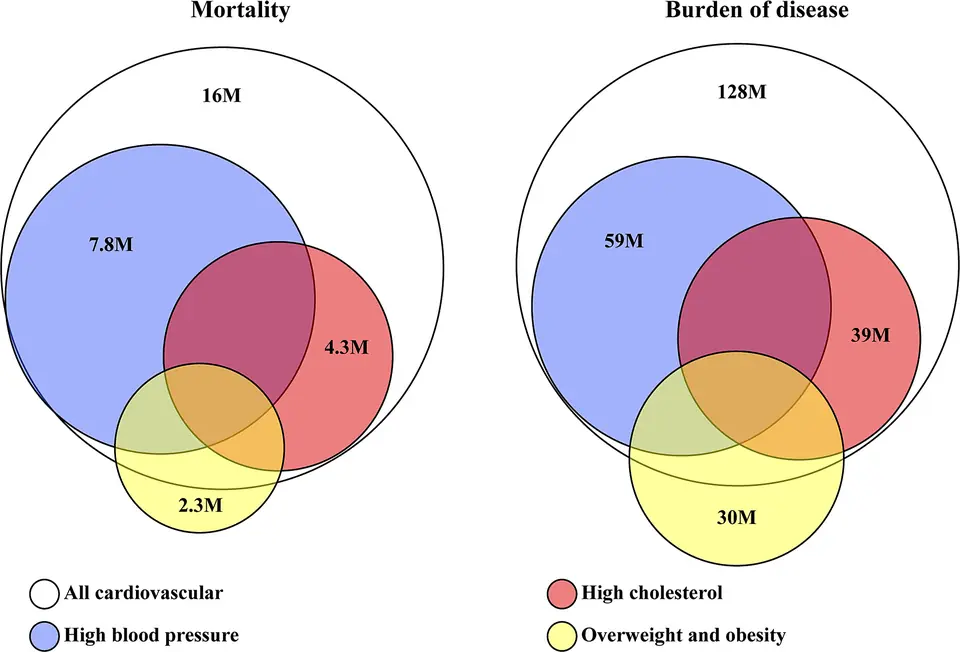 Mortality
16M
7.8M
4.3M
2.3M
Burden of disease
128M
59M
39M
30M
All cardiovascular
High blood pressure
High cholesterol
Overweight and obesity